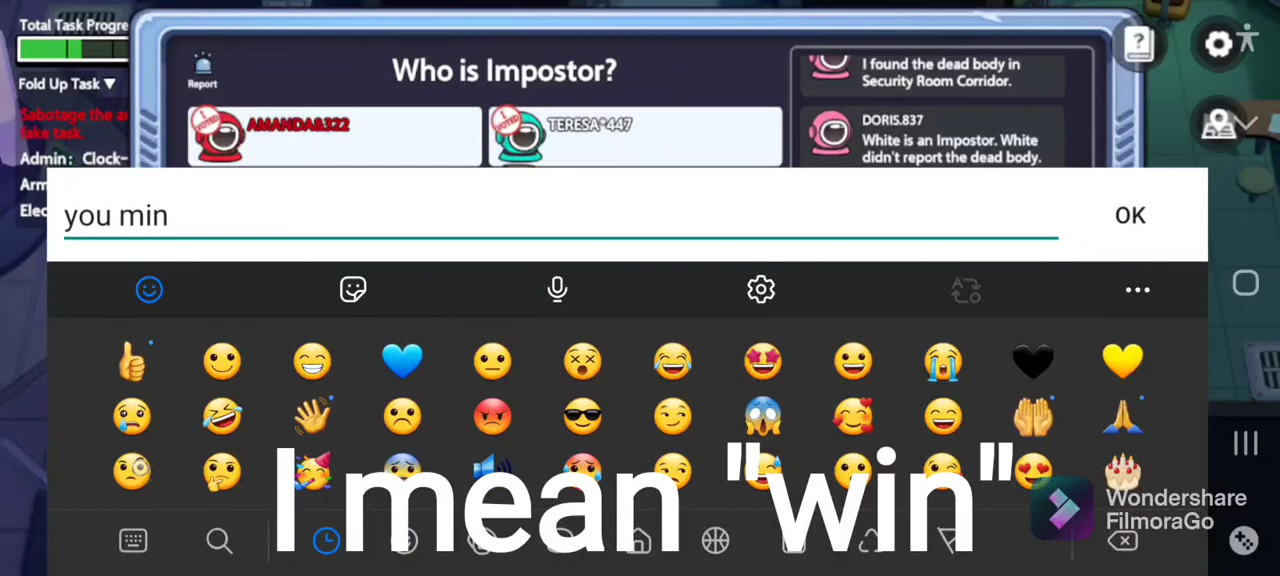 Total Task Progre
Fold Up Task ▼
Sabotage the a
fake task.
Admin: Clock-
Arm
Elec
Report
Who is Impostor?
I VOTED
AMANDA&322
I VOTED
TERESA*447
I found the dead body in
Security Room Corridor.
DORIS.837
White is an Impostor. White
didn't report the dead body.
?
you min
OK
I mean "win"
Wondershare
FilmoraGo